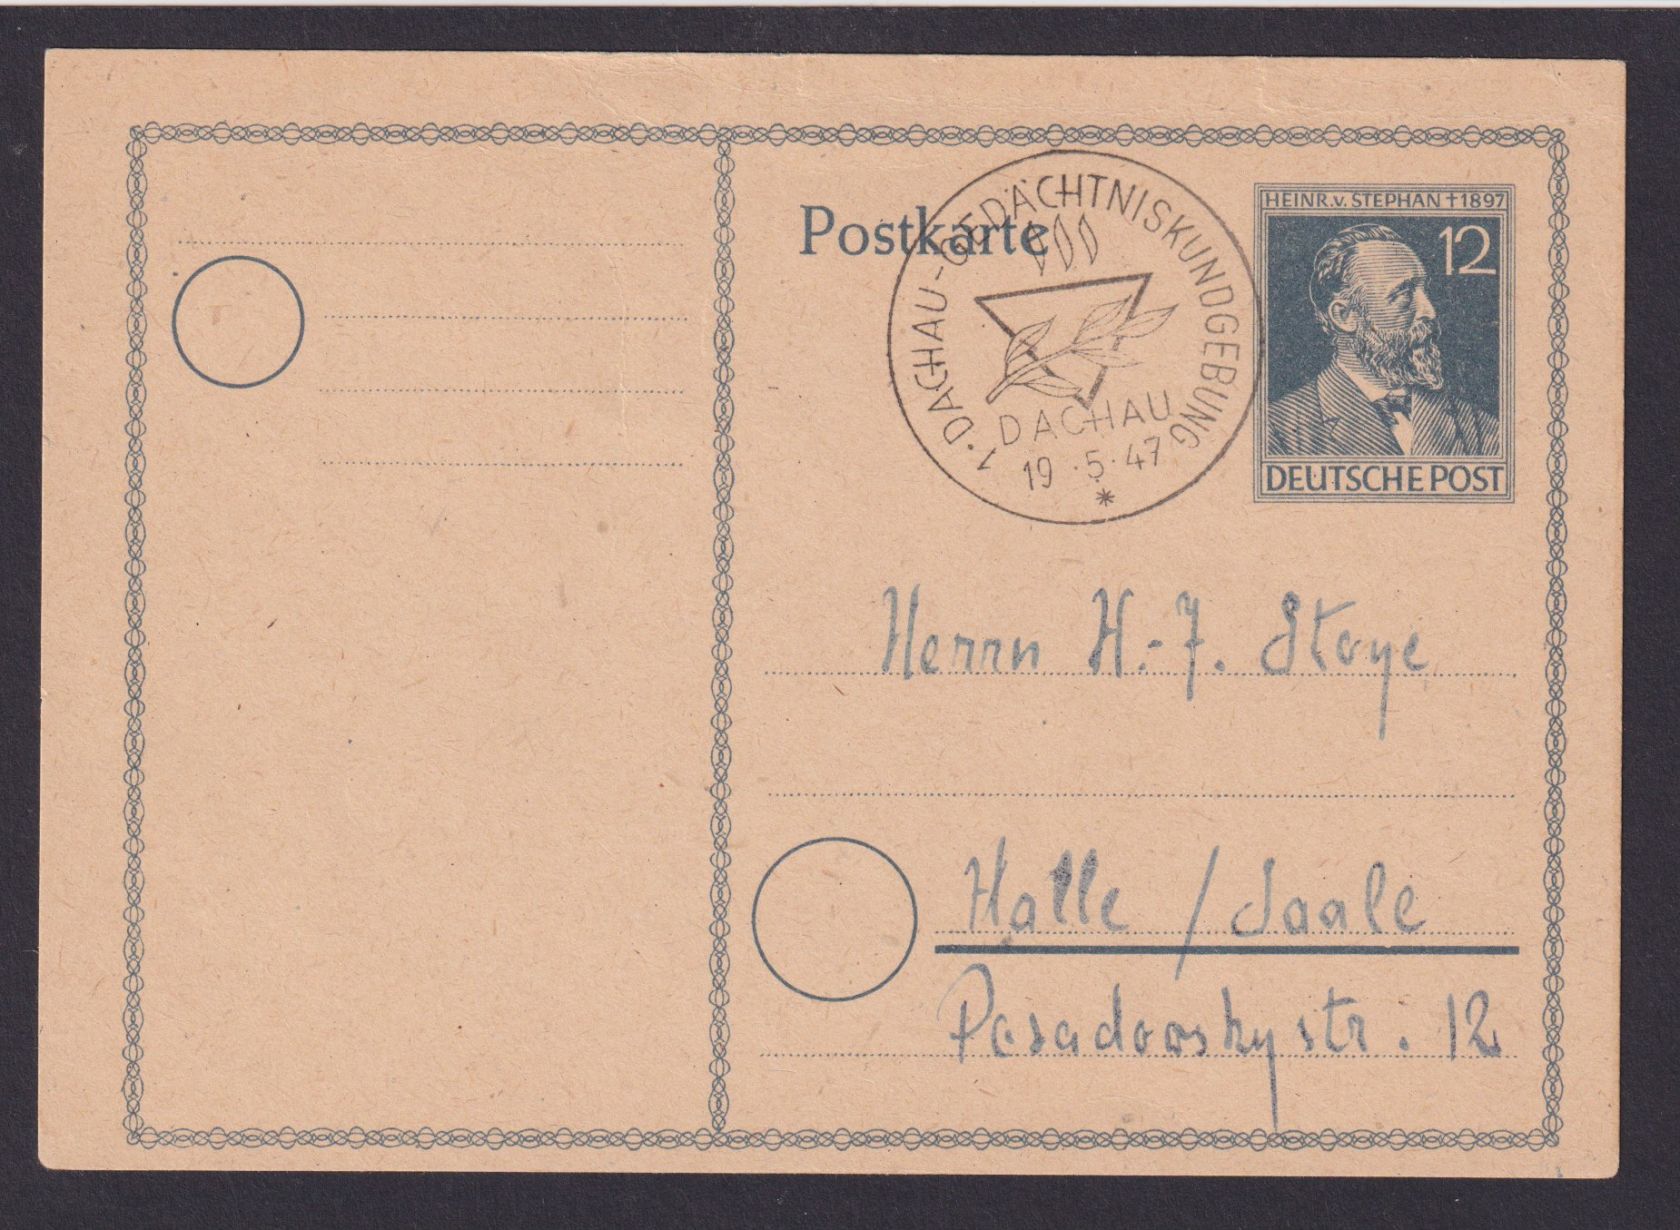 Postkarte
1. DACHAU-GEDÄCHTNISKUNDGEBUNG
DACHAU
19.5.47
*
HEINR.v. STEPHAN †1897
12
DEUTSCHE POST
Herrn H.-J. Stoye
Halle / Saale
Posadowskystr. 12